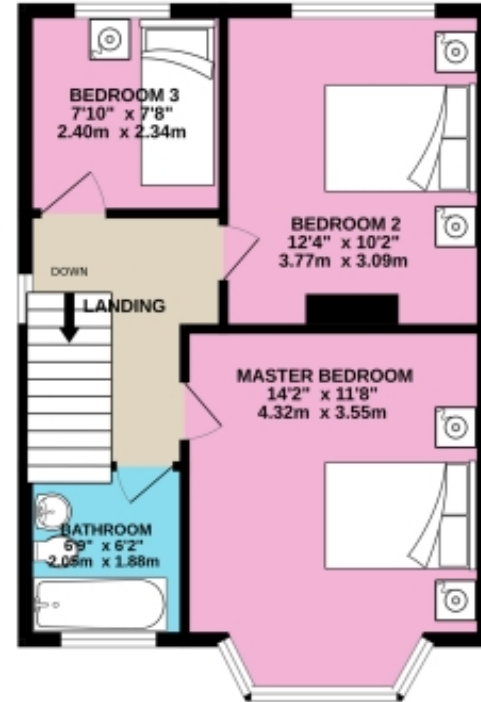 BEDROOM 3
7'10" x 7'8"
2.40m x 2.34m
BEDROOM 2
12'4" x 10'2"
3.77m x 3.09m
DOWN
LANDING
MASTER BEDROOM
14'2" x 11'8"
4.32m x 3.55m
BATHROOM
6'9" x 6'2"
2.05m x 1.88m